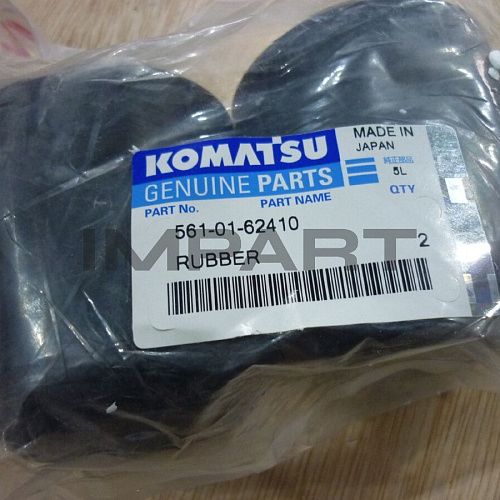 KOMATSU
GENUINE PARTS
MADE IN
JAPAN
純正部品
5L
PART No.
PART NAME
QTY
561-01-62410
RUBBER
2
IMPART